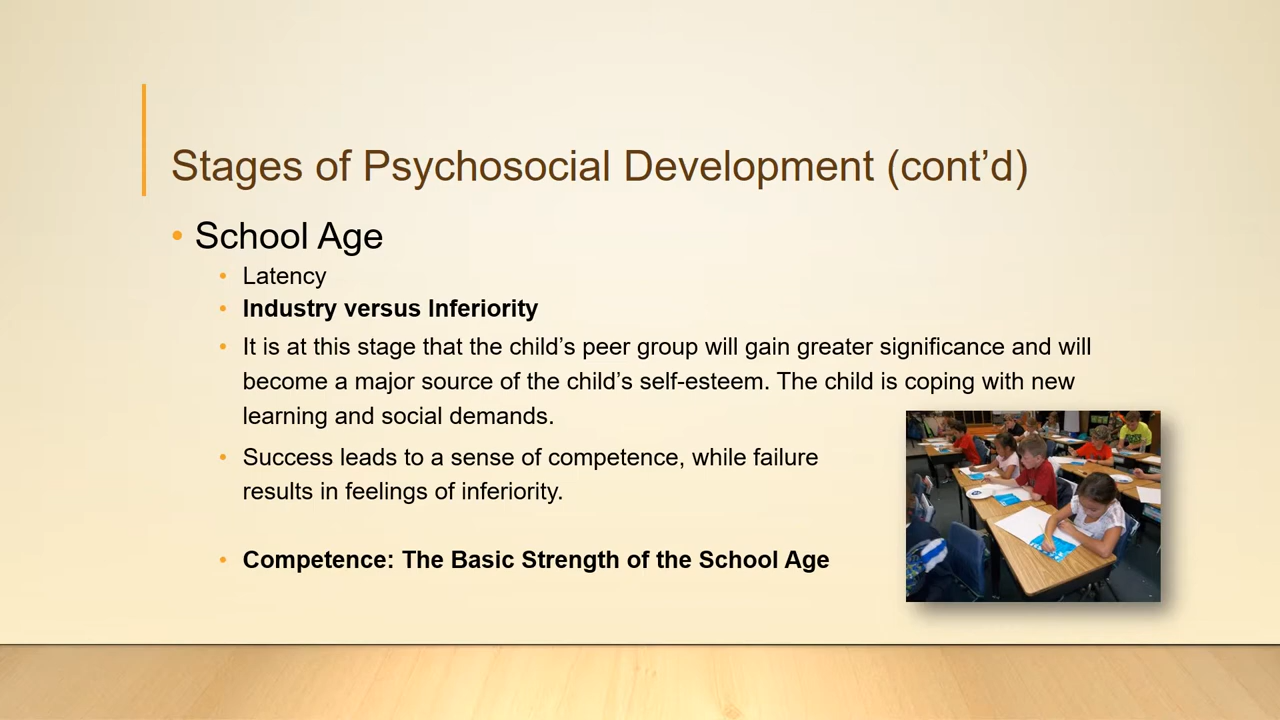 Stages of Psychosocial Development (cont’d)
• School Age
• Latency
• Industry versus Inferiority
• It is at this stage that the child’s peer group will gain greater significance and will
become a major source of the child’s self-esteem. The child is coping with new
learning and social demands.
• Success leads to a sense of competence, while failure
results in feelings of inferiority.
• Competence: The Basic Strength of the School Age